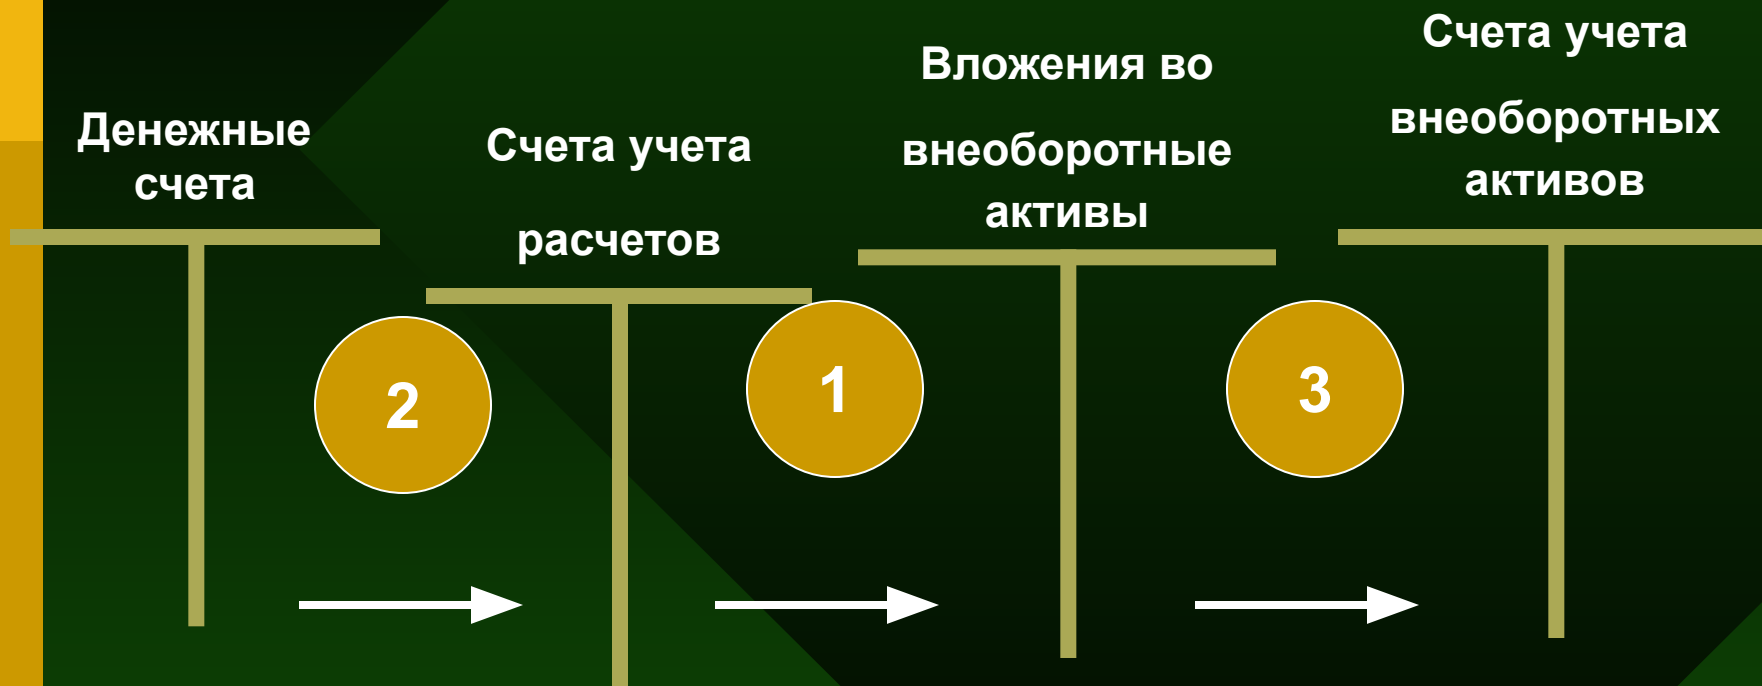 Денежные
счета
Счета учета
расчетов
Вложения во
внеоборотные
активы
Счета учета
внеоборотных
активов
2
1
3